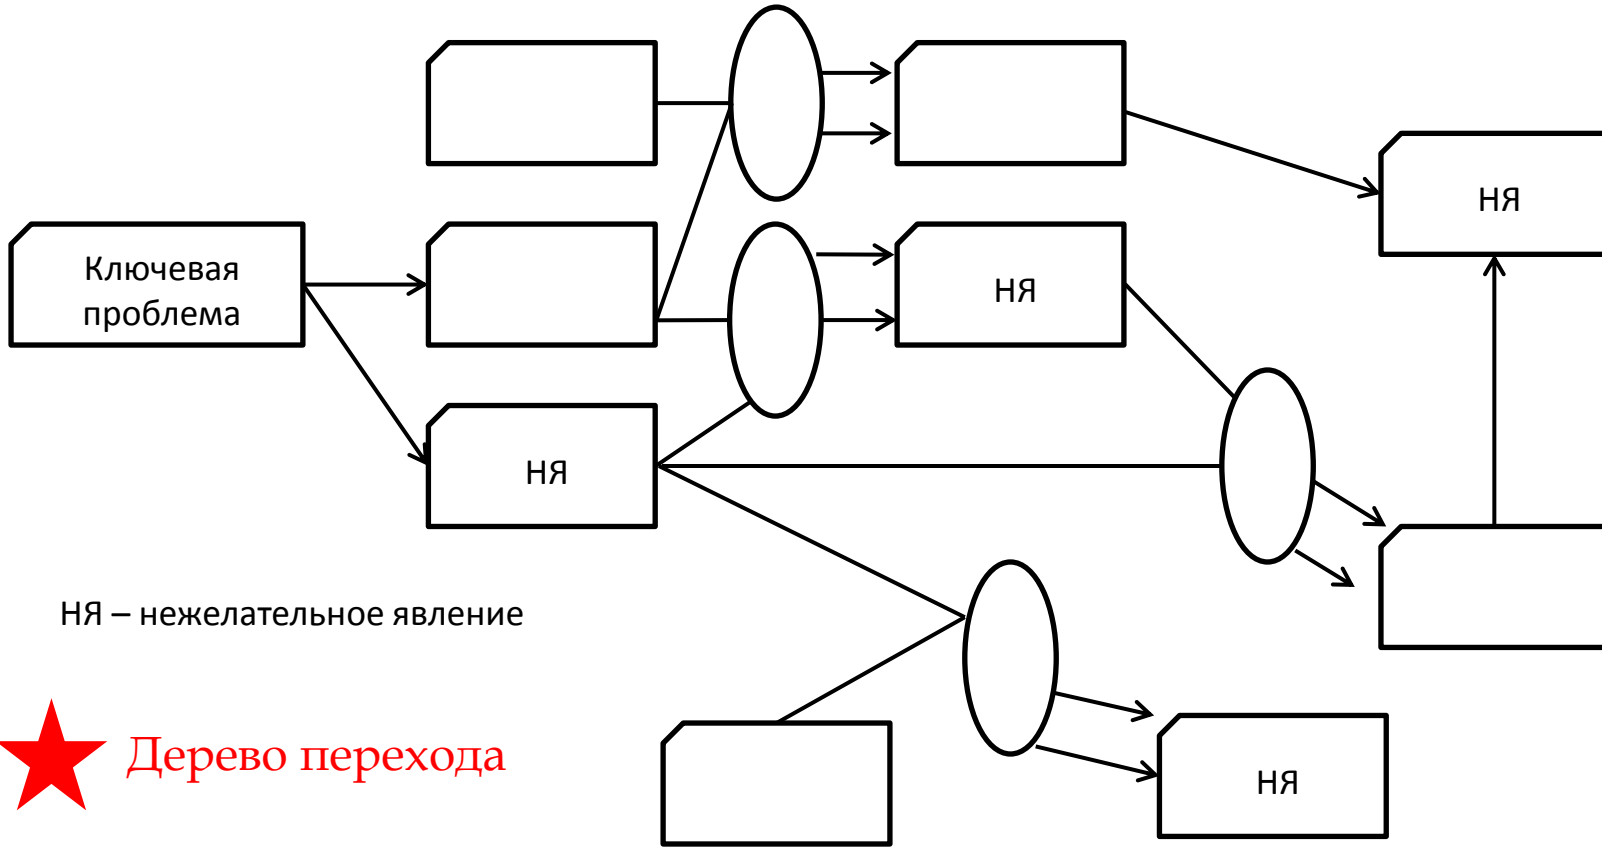 НЯ
Ключевая
проблема
НЯ
НЯ
НЯ – нежелательное явление
Дерево перехода
НЯ